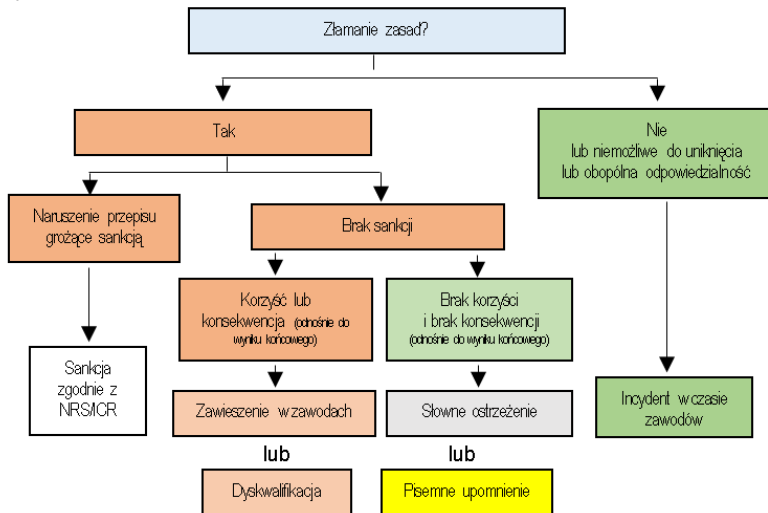 Złamanie zasad?
Tak
Nie
lub niemożliwe do uniknięcia
lub obopólna odpowiedzialność
Naruszenie przepisu
grożące sankcją
Brak sankcji
Korzyść lub
konsekwencja (odnośnie do
wyniku końcowego)
Brak korzyści
i brak konsekwencji
(odnośnie do wyniku końcowego)
Sankcja
zgodnie z
NRS/ICR
Zawieszenie w zawodach
Słowne ostrzeżenie
Incydent w czasie
zawodów
lub
lub
Dyskwalifikacja
Pisemne upomnienie